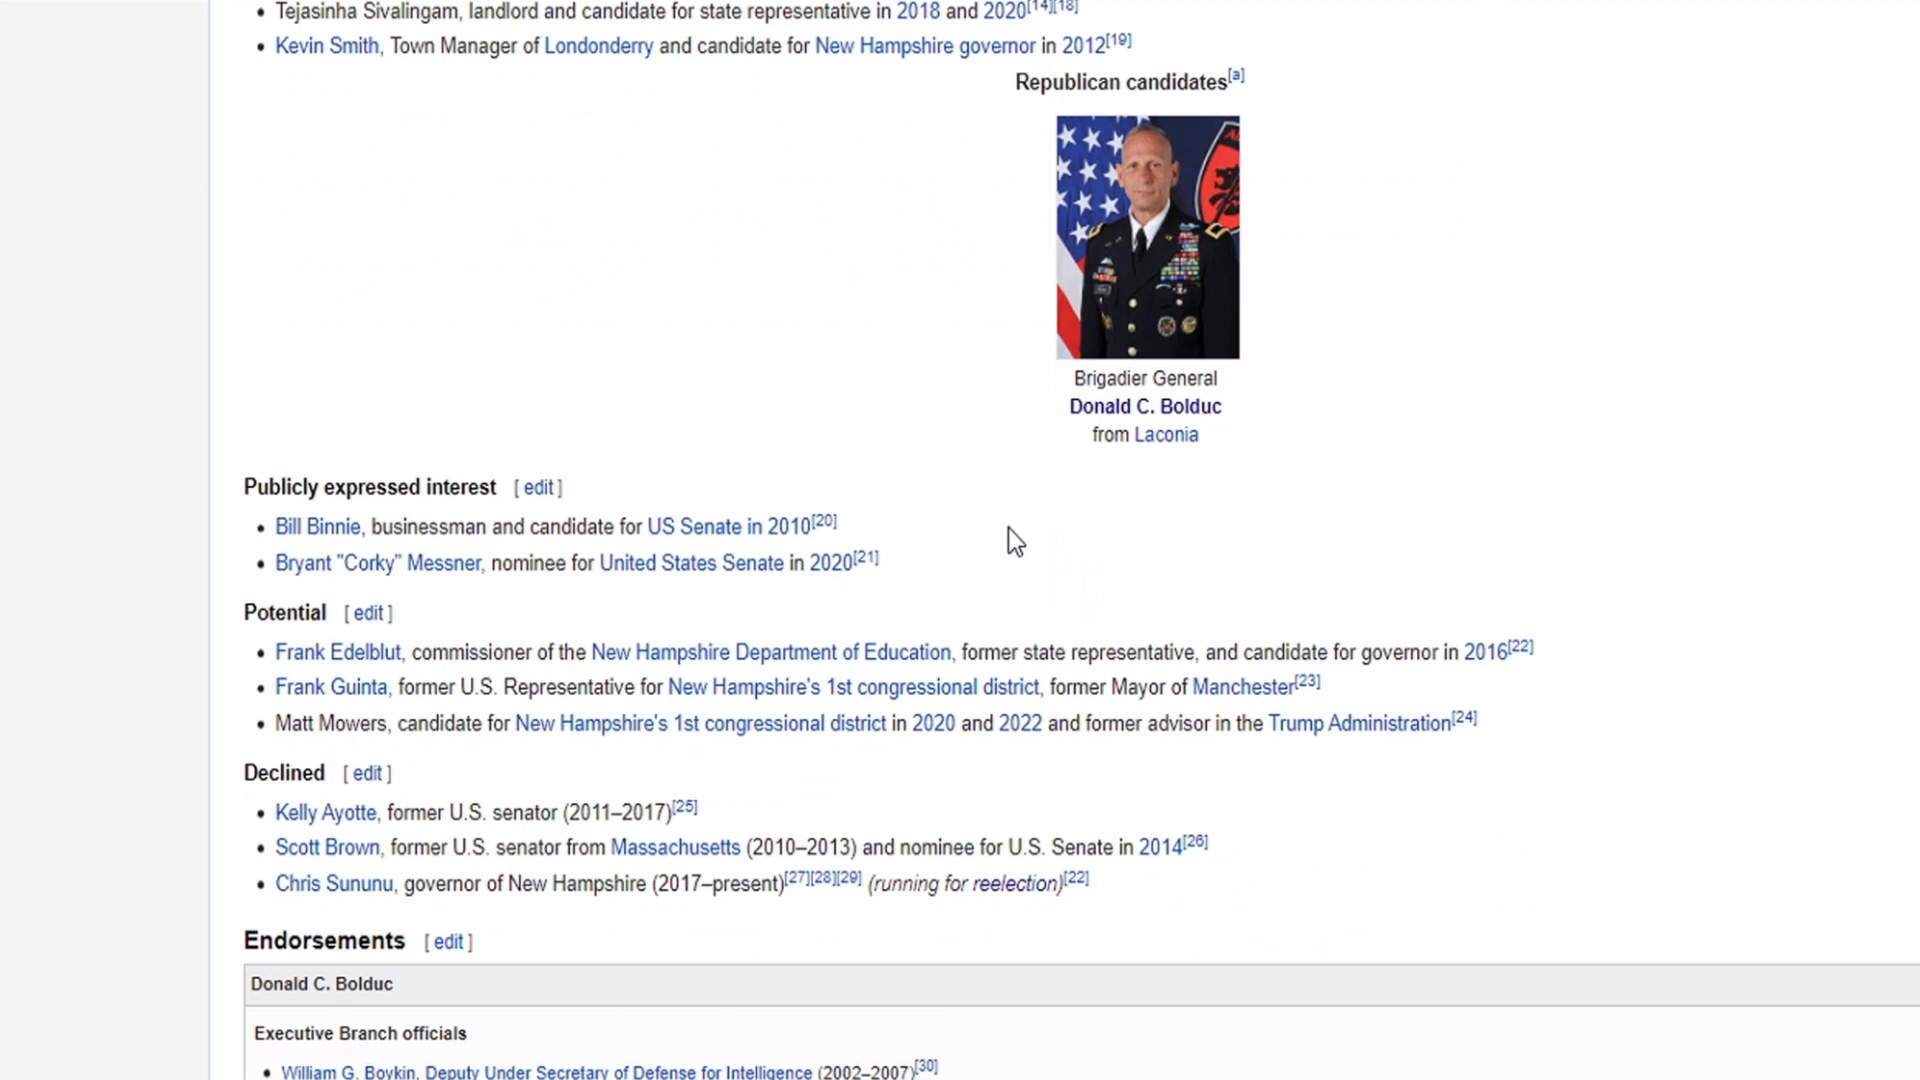 • Tejasinha Sivalingam, landlord and candidate for state representative in 2018 and 2020[14][18]
• Kevin Smith, Town Manager of Londonderry and candidate for New Hampshire governor in 2012[19]
Republican candidates[a]
Brigadier General
Donald C. Bolduc
from Laconia
Publicly expressed interest [ edit ]
• Bill Binnie, businessman and candidate for US Senate in 2010[20]
• Bryant "Corky" Messner, nominee for United States Senate in 2020[21]
Potential [ edit ]
• Frank Edelblut, commissioner of the New Hampshire Department of Education, former state representative, and candidate for governor in 2016[22]
• Frank Guinta, former U.S. Representative for New Hampshire's 1st congressional district, former Mayor of Manchester[23]
• Matt Mowers, candidate for New Hampshire's 1st congressional district in 2020 and 2022 and former advisor in the Trump Administration[24]
Declined [ edit ]
• Kelly Ayotte, former U.S. senator (2011–2017)[25]
• Scott Brown, former U.S. senator from Massachusetts (2010–2013) and nominee for U.S. Senate in 2014[26]
• Chris Sununu, governor of New Hampshire (2017–present)[27][28][29] (running for reelection)[22]
Endorsements [ edit ]
Donald C. Bolduc
Executive Branch officials
• William G. Boykin, Deputy Under Secretary of Defense for Intelligence (2002–2007)[30]